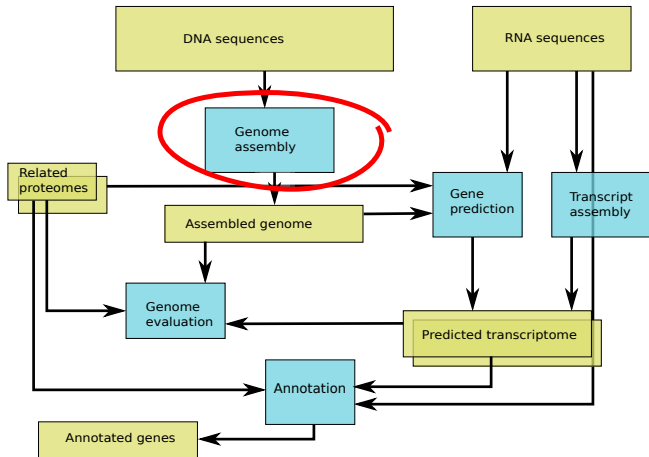 DNA sequences
RNA sequences
Genome
assembly
Related
proteomes
Gene
prediction
Transcript
assembly
Assembled genome
Genome
evaluation
Predicted transcriptome
Annotation
Annotated genes